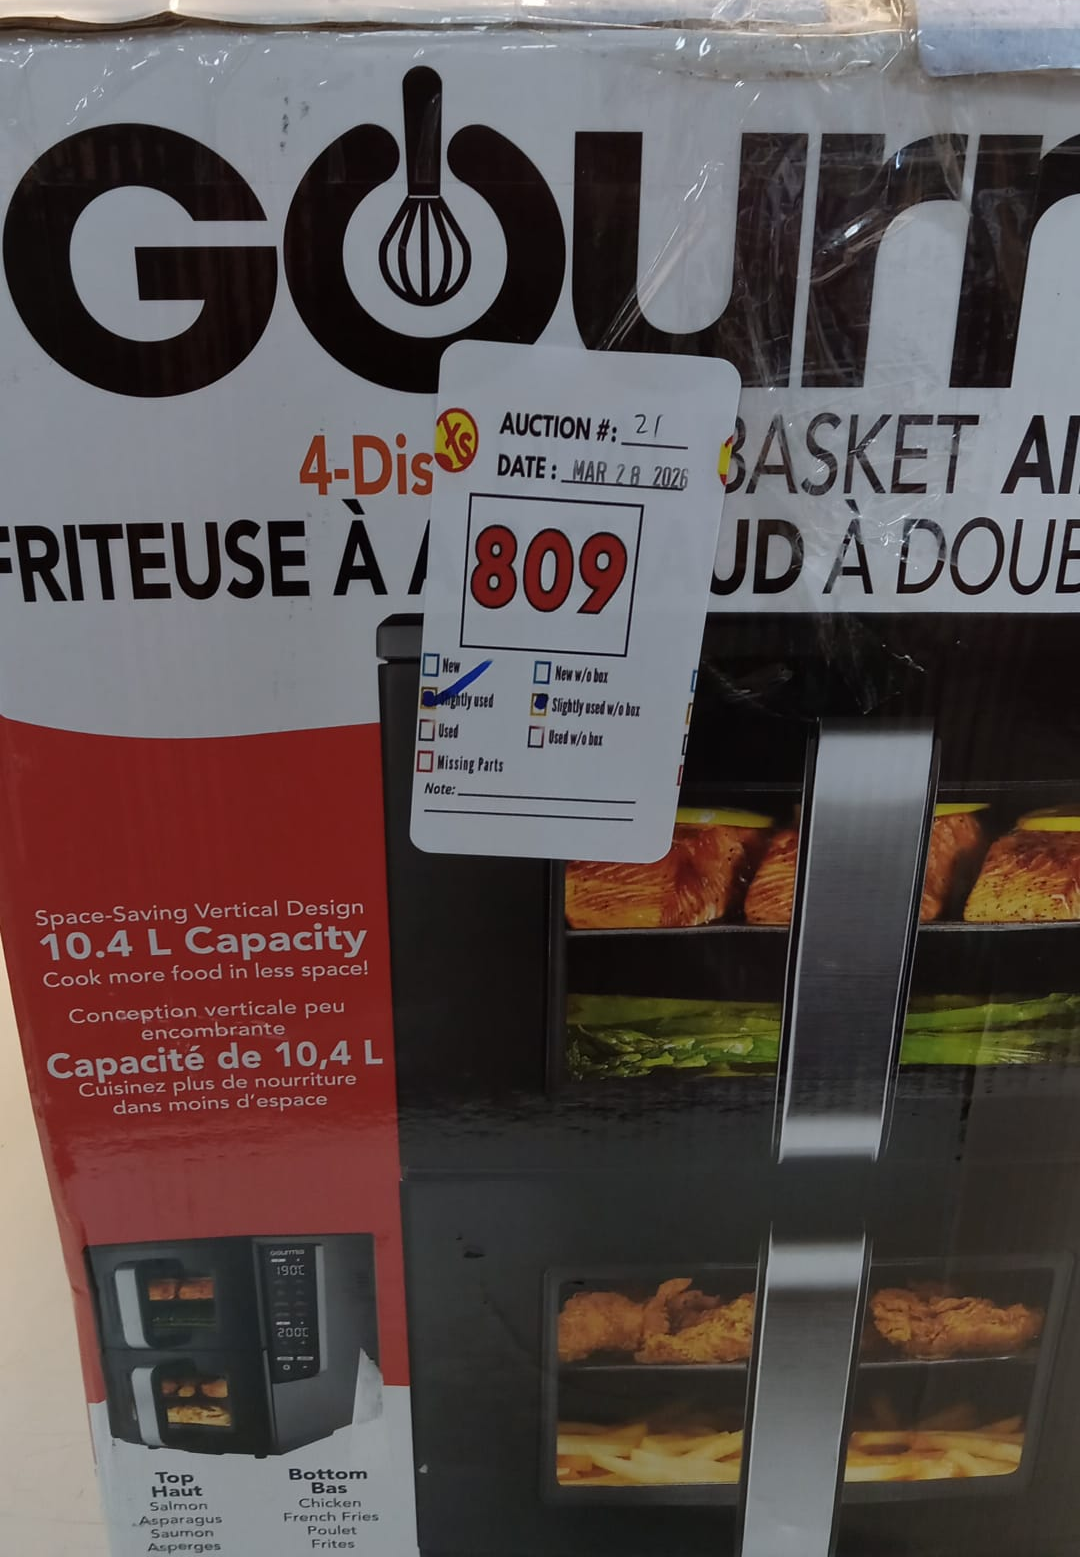 GOURM
4-Dis BASKET AI
FRITEUSE À A UD À DOUB
XS
AUCTION #: 21
DATE: MAR 28 2026
809
New
New w/o box
Slightly used
Slightly used w/o box
Used
Used w/o box
Missing Parts
Note:
Space-Saving Vertical Design
10.4 L Capacity
Cook more food in less space!
Conception verticale peu
encombrante
Capacité de 10,4 L
Cuisinez plus de nourriture
dans moins d'espace
GOURMIA
190C
200C
Top
Haut
Salmon
Asparagus
Saumon
Asperges
Bottom
Bas
Chicken
French Fries
Poulet
Frites